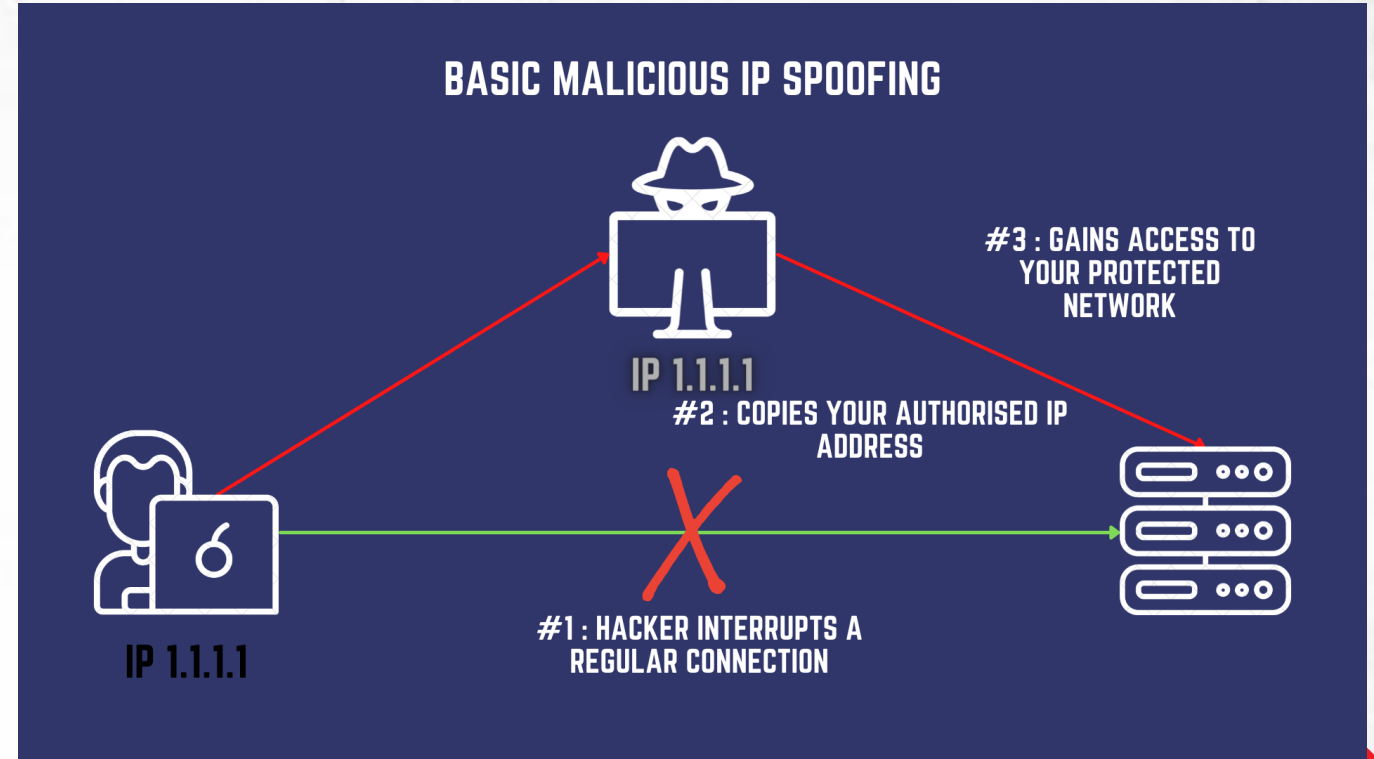 BASIC MALICIOUS IP SPOOFING
#3 : GAINS ACCESS TO
YOUR PROTECTED
NETWORK
IP 1.1.1.1
#2 : COPIES YOUR AUTHORISED IP
ADDRESS
#1 : HACKER INTERRUPTS A
REGULAR CONNECTION
IP 1.1.1.1